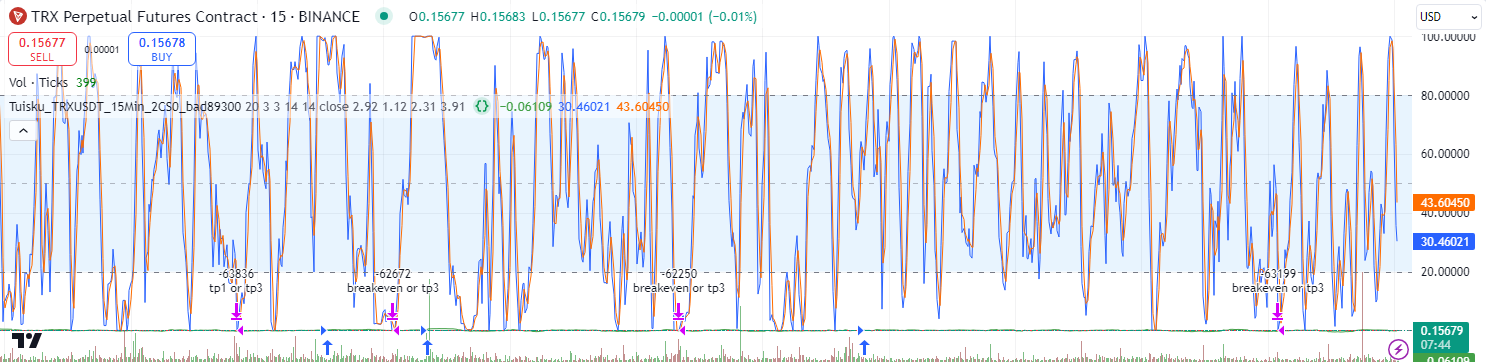 TRX Perpetual Futures Contract · 15 · BINANCE
O0.15677 H0.15683 L0.15677 C0.15679 −0.00001 (−0.01%)
USD
0.15677
SELL
0.00001
0.15678
BUY
Vol · Ticks 399
20 3 3 14 14 close 2.92 1.12 2.31 3.91 −0.06109 30.46021 43.60450
100.00000
80.00000
60.00000
43.60450
40.00000
30.46021
20.00000
-63836
tp1 or tp3
-62672
breakeven or tp3
-62250
breakeven or tp3
-63199
breakeven or tp3
0.15679
07:44